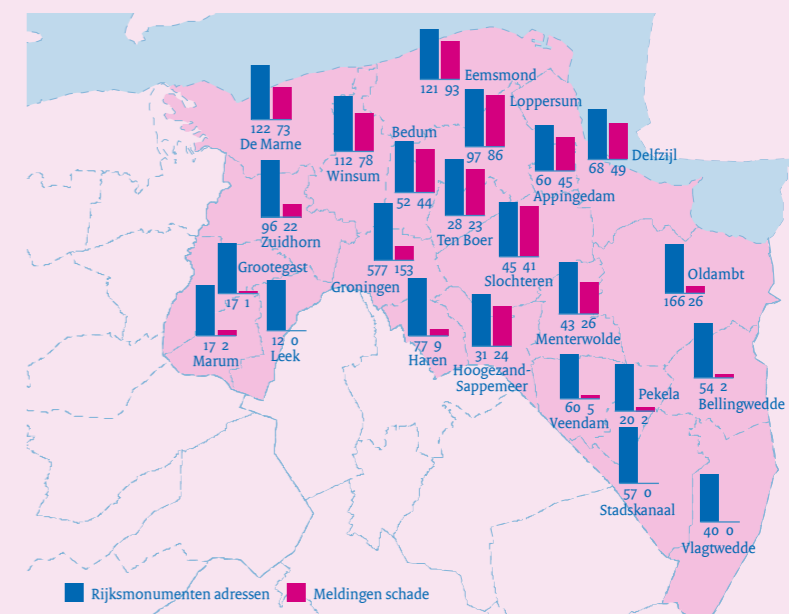 121 93
Eemsmond
122 73
De Marne
112 78
Winsum
Bedum
52 44
97 86
Loppersum
60 45
Appingedam
68 49
Delfzijl
96 22
Zuidhorn
28 23
Ten Boer
577 153
Groningen
45 41
Slochteren
Grootegast
17 1
17 2
Marum
12 0
Leek
77 9
Haren
31 24
Hoogezand-
Sappemeer
43 26
Menterwolde
Oldambt
166 26
60 5
Veendam
Pekela
20 2
54 2
Bellingwedde
57 0
Stadskanaal
40 0
Vlagtwedde
Rijksmonumenten adressen
Meldingen schade